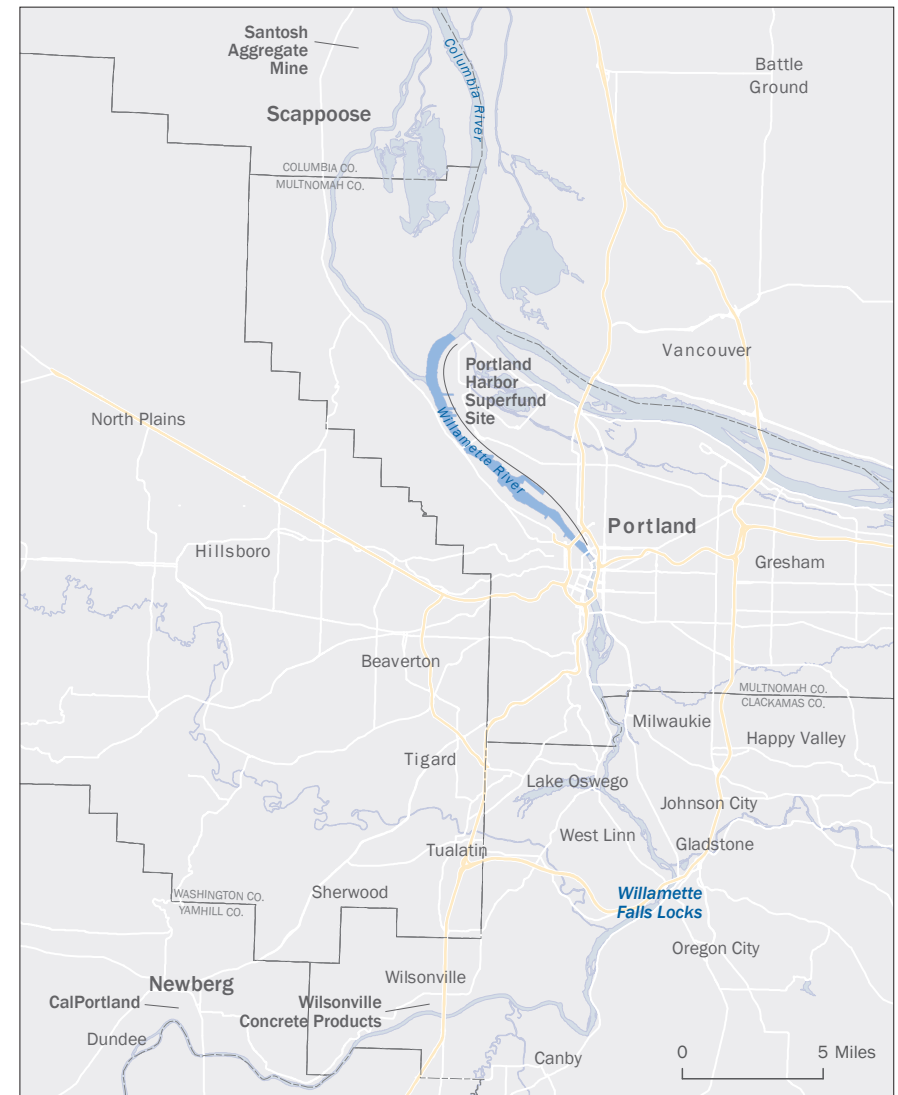 Santosh
Aggregate
Mine
Columbia River
Battle
Ground
Scappoose
COLUMBIA CO.
MULTNOMAH CO.
Vancouver
Portland
Harbor
Superfund
Site
North Plains
Willamette River
Portland
Hillsboro
Gresham
Beaverton
MULTNOMAH CO.
CLACKAMAS CO.
Milwaukie
Happy Valley
Tigard
Lake Oswego
Johnson City
West Linn
Gladstone
Tualatin
WASHINGTON CO.
YAMHILL CO.
Sherwood
Willamette
Falls Locks
Oregon City
Newberg
Wilsonville
CalPortland
Wilsonville
Concrete Products
Dundee
Canby
0
5 Miles